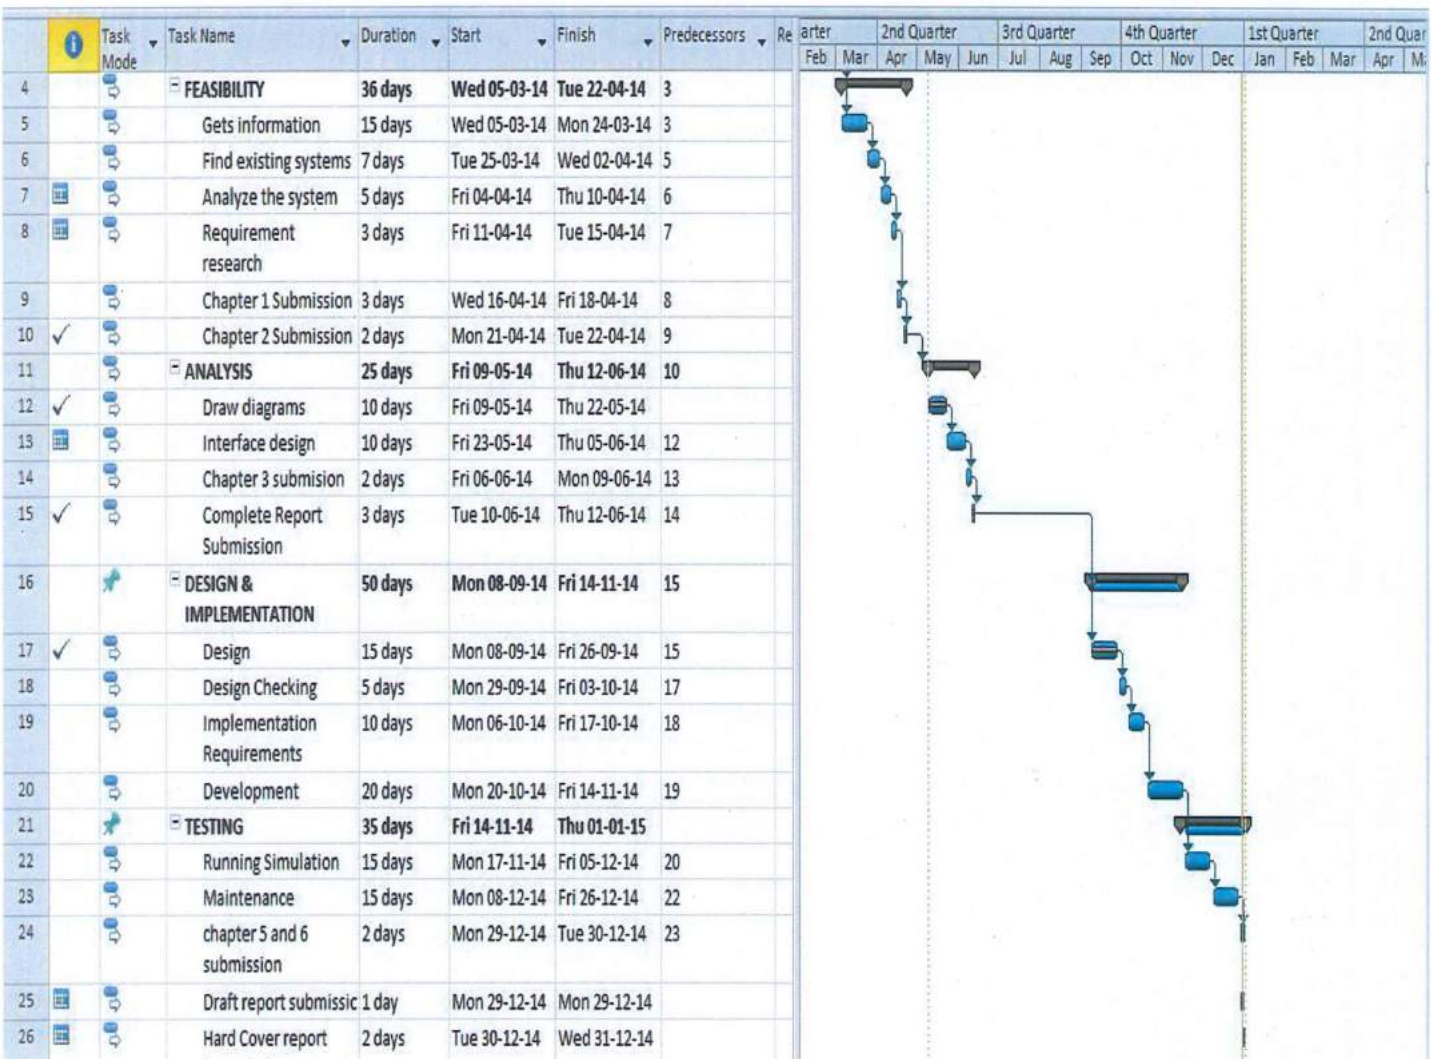 Task Mode Task Name Duration Start Finish Predecessors Re arter 2nd Quarter 3rd Quarter 4th Quarter 1st Quarter 2nd Quar
Feb Mar Apr May Jun Jul Aug Sep Oct Nov Dec Jan Feb Mar Apr M
4 FEASIBILITY 36 days Wed 05-03-14 Tue 22-04-14 3
5 Gets information 15 days Wed 05-03-14 Mon 24-03-14 3
6 Find existing systems 7 days Tue 25-03-14 Wed 02-04-14 5
7 Analyze the system 5 days Fri 04-04-14 Thu 10-04-14 6
8 Requirement 3 days Fri 11-04-14 Tue 15-04-14 7
research
9 Chapter 1 Submission 3 days Wed 16-04-14 Fri 18-04-14 8
10 Chapter 2 Submission 2 days Mon 21-04-14 Tue 22-04-14 9
11 ANALYSIS 25 days Fri 09-05-14 Thu 12-06-14 10
12 Draw diagrams 10 days Fri 09-05-14 Thu 22-05-14
13 Interface design 10 days Fri 23-05-14 Thu 05-06-14 12
14 Chapter 3 submision 2 days Fri 06-06-14 Mon 09-06-14 13
15 Complete Report 3 days Tue 10-06-14 Thu 12-06-14 14
Submission
16 DESIGN & 50 days Mon 08-09-14 Fri 14-11-14 15
IMPLEMENTATION
17 Design 15 days Mon 08-09-14 Fri 26-09-14 15
18 Design Checking 5 days Mon 29-09-14 Fri 03-10-14 17
19 Implementation 10 days Mon 06-10-14 Fri 17-10-14 18
Requirements
20 Development 20 days Mon 20-10-14 Fri 14-11-14 19
21 TESTING 35 days Fri 14-11-14 Thu 01-01-15
22 Running Simulation 15 days Mon 17-11-14 Fri 05-12-14 20
23 Maintenance 15 days Mon 08-12-14 Fri 26-12-14 22
24 chapter 5 and 6 2 days Mon 29-12-14 Tue 30-12-14 23
submission
25 Draft report submissic 1 day Mon 29-12-14 Mon 29-12-14
26 Hard Cover report 2 days Tue 30-12-14 Wed 31-12-14